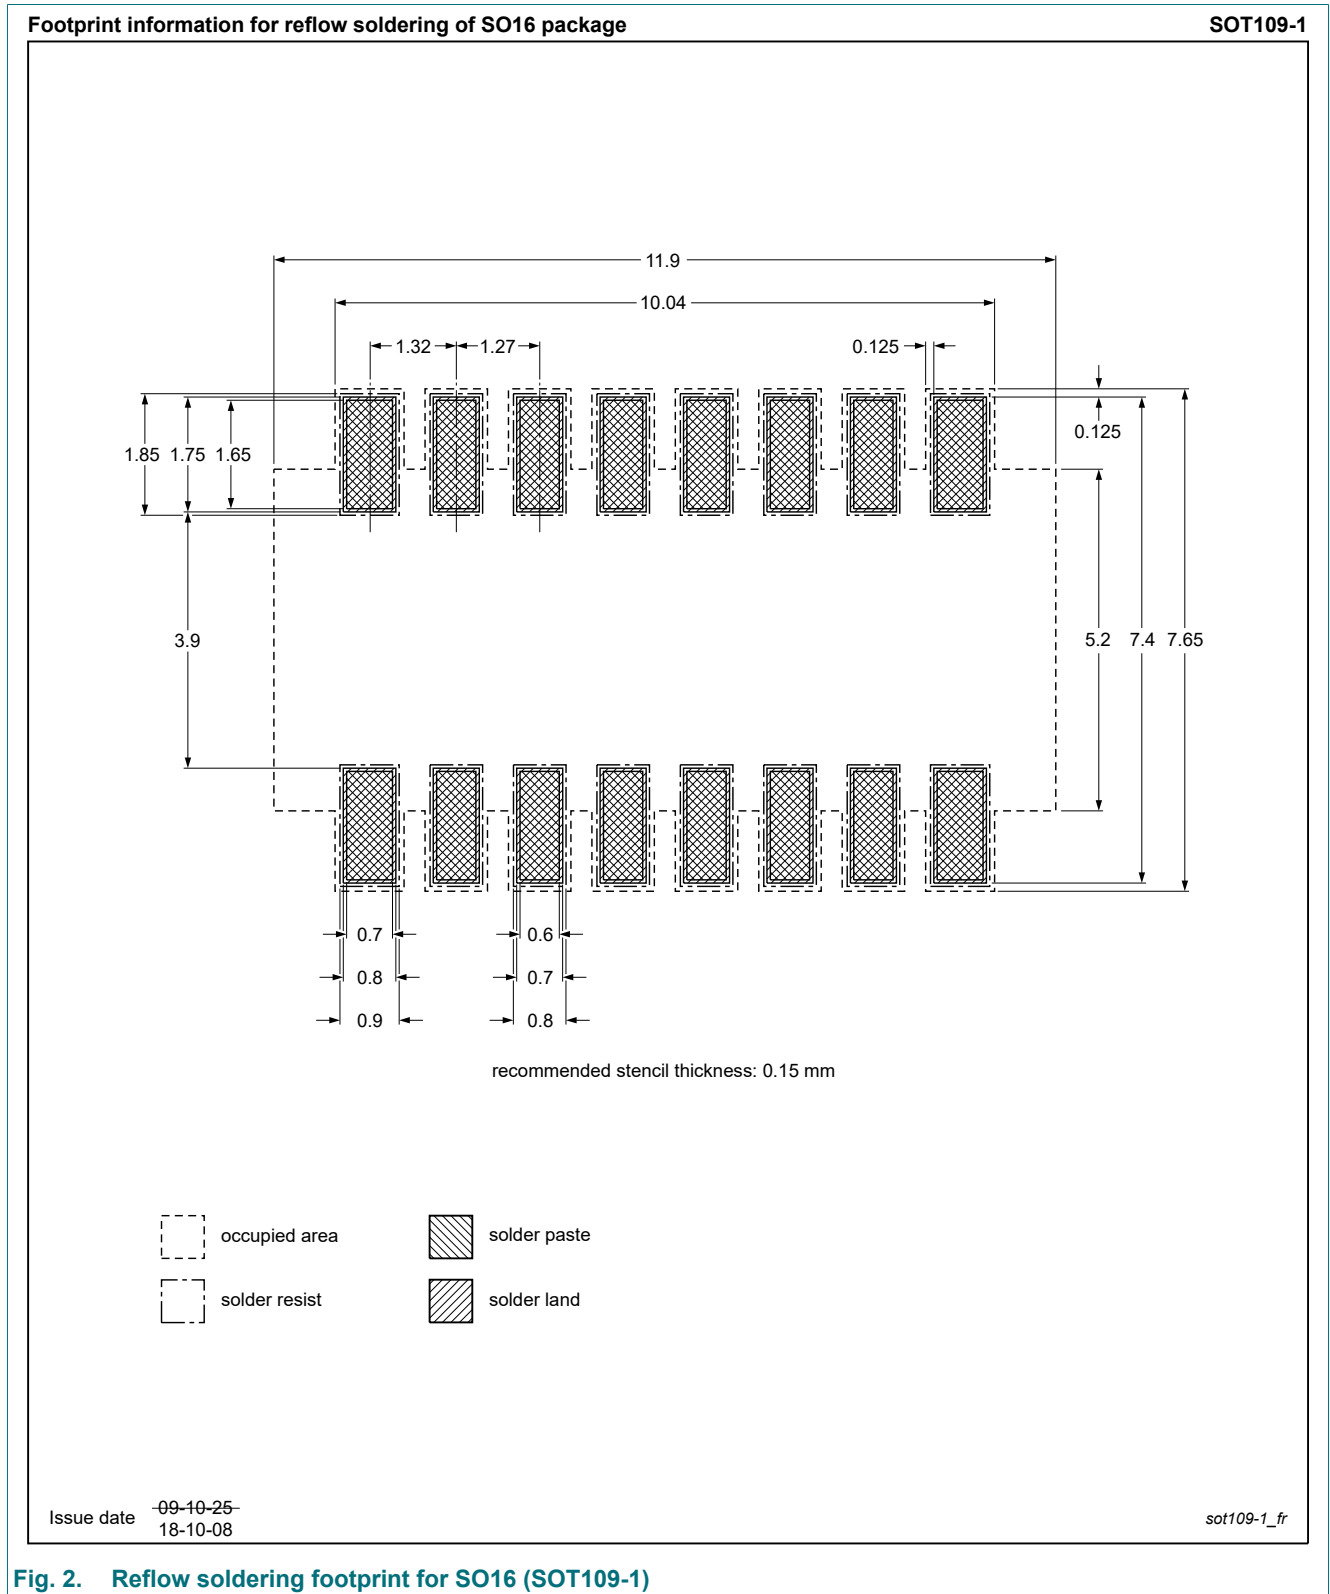 Footprint information for reflow soldering of SO16 package SOT109-1
11.9
10.04
1.32 1.27 0.125
0.125
1.85 1.75 1.65
3.9 5.2 7.4 7.65
0.7 0.6
0.8 0.7
0.9 0.8
recommended stencil thickness: 0.15 mm
occupied area solder paste
solder resist solder land
Issue date 09-10-25
18-10-08
sot109-1_fr
Fig. 2. Reflow soldering footprint for SO16 (SOT109-1)